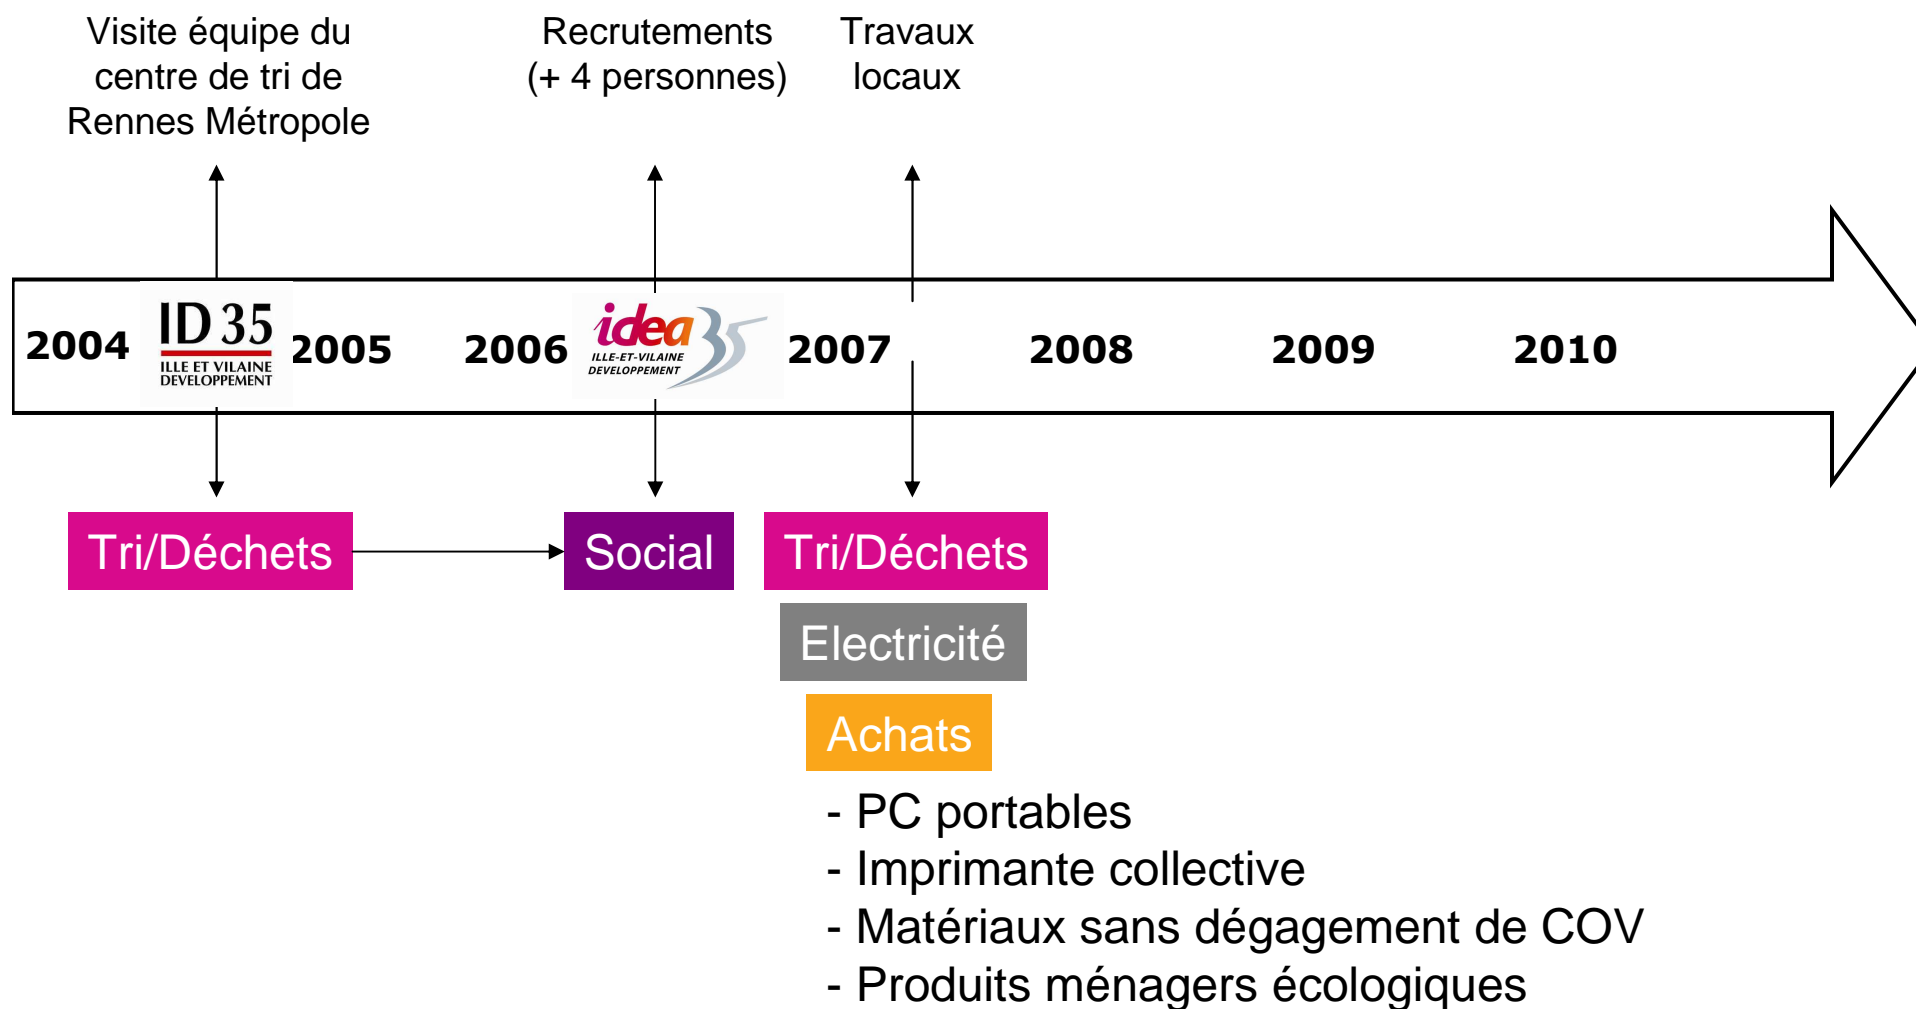 Visite équipe du
centre de tri de
Rennes Métropole
Recrutements
(+ 4 personnes)
Travaux
locaux
2004
ID 35
ILLE ET VILAINE
DEVELOPPEMENT
2005
2006
idea 35
ILLE-ET-VILAINE
DEVELOPPEMENT
2007
2008
2009
2010
Tri/Déchets
Social
Tri/Déchets
Electricité
Achats
- PC portables
- Imprimante collective
- Matériaux sans dégagement de COV
- Produits ménagers écologiques